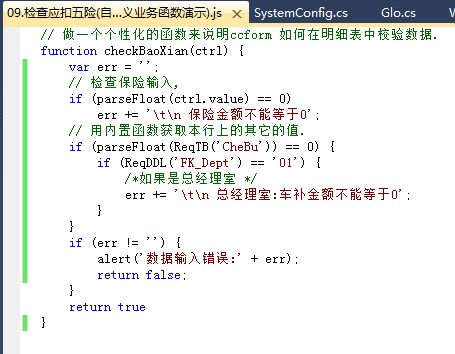 09.检查应扣五险(自...义业务函数演示).js SystemConfig.cs Glo.cs
// 做一个个性化的函数来说明ccform 如何在明细表中校验数据.
function checkBaoXian(ctrl) {
var err = '';
// 检查保险输入,
if (parseFloat(ctrl.value) == 0)
err += '\t\n 保险金额不能等于0';
// 用内置函数获取本行上的其它的值.
if (parseFloat(ReqTB('CheBu')) == 0) {
if (ReqDDL('FK_Dept') == '01') {
/*如果是总经理室 */
err += '\t\n 总经理室:车补金额不能等于0';
}
}
if (err != '') {
alert('数据输入错误:' + err);
return false;
}
return true
}